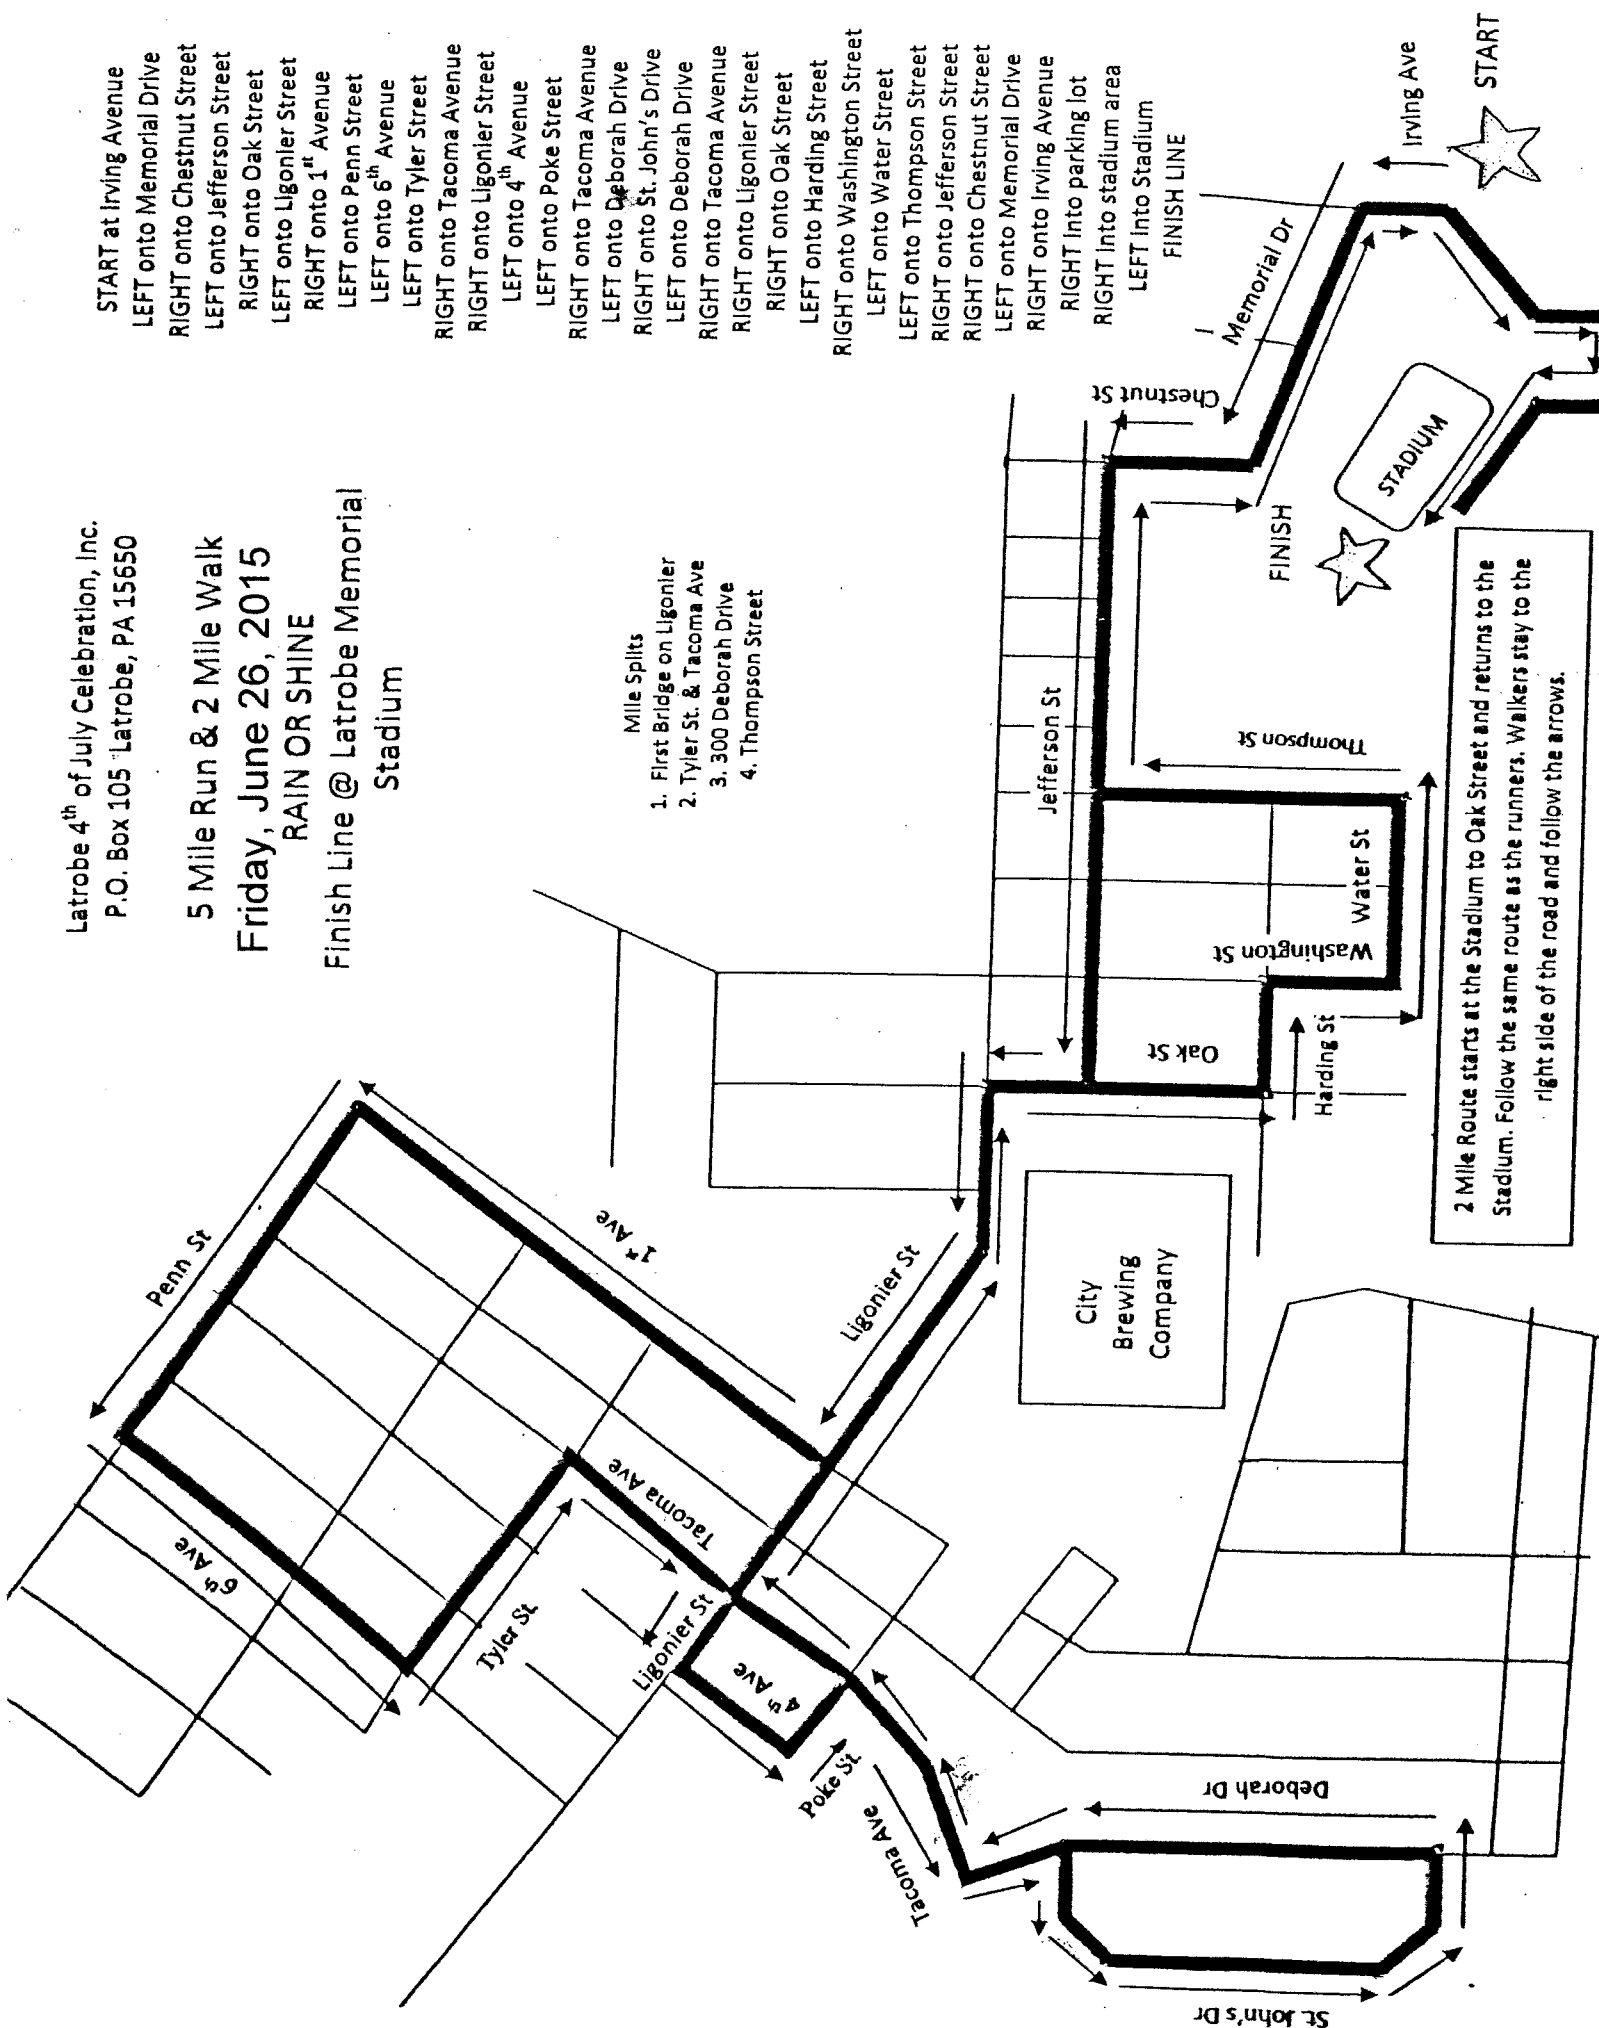 Latrobe 4th of July Celebration, Inc.
P.O. Box 105 Latrobe, PA 15650
5 Mile Run & 2 Mile Walk
Friday, June 26, 2015
RAIN OR SHINE
Finish Line @ Latrobe Memorial
Stadium
Mile Splits
1. First Bridge on Ligonier
2. Tyler St. & Tacoma Ave
3. 300 Deborah Drive
4. Thompson Street
START at Irving Avenue
LEFT onto Memorial Drive
RIGHT onto Chestnut Street
LEFT onto Jefferson Street
RIGHT onto Oak Street
LEFT onto Ligonier Street
RIGHT onto 1st Avenue
LEFT onto Penn Street
LEFT onto 6th Avenue
LEFT onto Tyler Street
RIGHT onto Tacoma Avenue
RIGHT onto Ligonier Street
LEFT onto 4th Avenue
LEFT onto Poke Street
RIGHT onto Tacoma Avenue
LEFT onto Deborah Drive
RIGHT onto St. John's Drive
LEFT onto Deborah Drive
RIGHT onto Tacoma Avenue
RIGHT onto Ligonier Street
RIGHT onto Oak Street
LEFT onto Harding Street
RIGHT onto Washington Street
LEFT onto Water Street
LEFT onto Thompson Street
RIGHT onto Jefferson Street
RIGHT onto Chestnut Street
LEFT onto Memorial Drive
RIGHT onto Irving Avenue
RIGHT into parking lot
RIGHT into stadium area
LEFT into Stadium
FINISH LINE
Penn St
6th Ave
1st Ave
Tyler St
Tacoma Ave
Ligonier St
4th Ave
Poke St
Tacoma Ave
Ligonier St
Deborah Dr
St. John's Dr
City
Brewing
Company
Jefferson St
Oak St
Harding St
Washington St
Water St
Thompson St
Chestnut St
Memorial Dr
Irving Ave
START
FINISH
STADIUM
2 Mile Route starts at the Stadium to Oak Street and returns to the
Stadium. Follow the same route as the runners. Walkers stay to the
right side of the road and follow the arrows.